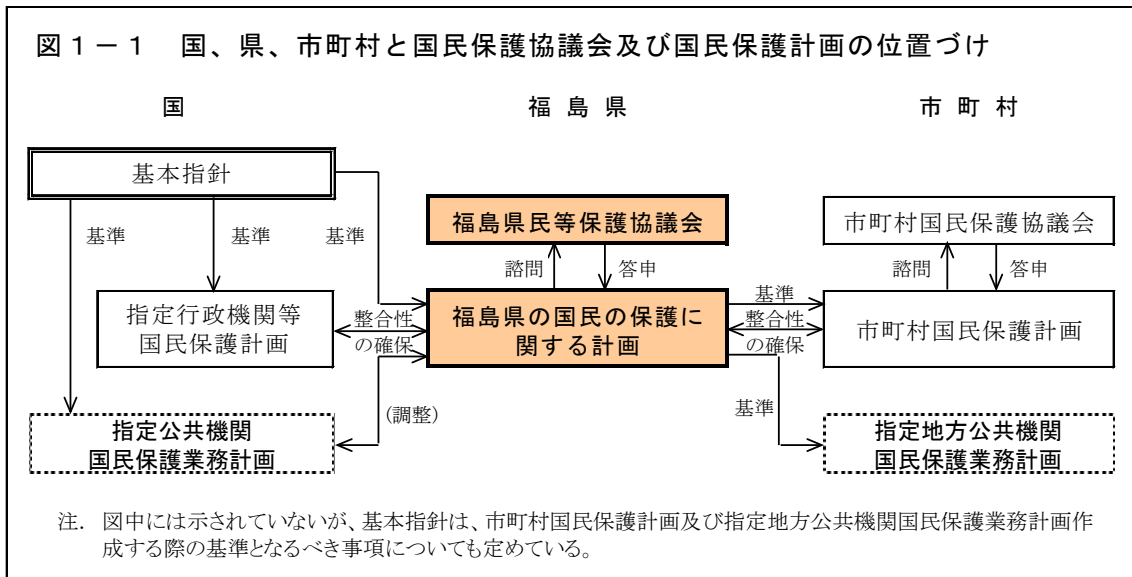 図1-1 国、県、市町村と国民保護協議会及び国民保護計画の位置づけ
国
福島県
市町村
基本指針
福島県民等保護協議会
市町村国民保護協議会
基準
基準
基準
諮問
答申
諮問
答申
指定行政機関等
国民保護計画
整合性
の確保
福島県の国民の保護に
関する計画
基準
整合性
の確保
市町村国民保護計画
(調整)
基準
指定公共機関
国民保護業務計画
指定地方公共機関
国民保護業務計画
注. 図中には示されていないが、基本指針は、市町村国民保護計画及び指定地方公共機関国民保護業務計画作
成する際の基準となるべき事項についても定めている。